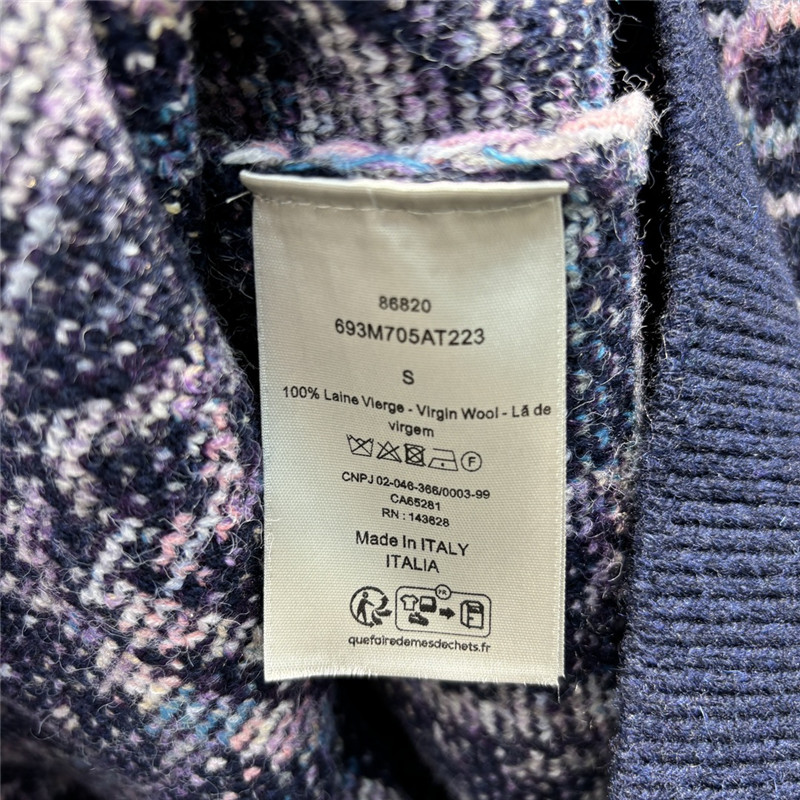 86820
693M705AT223
S
100% Laine Vierge - Virgin Wool - Lã de
virgem
F
CNPJ 02-046-366/0003-99
CA65281
RN : 143628
Made in ITALY
ITALIA
FR
quefairedemesdechets.fr